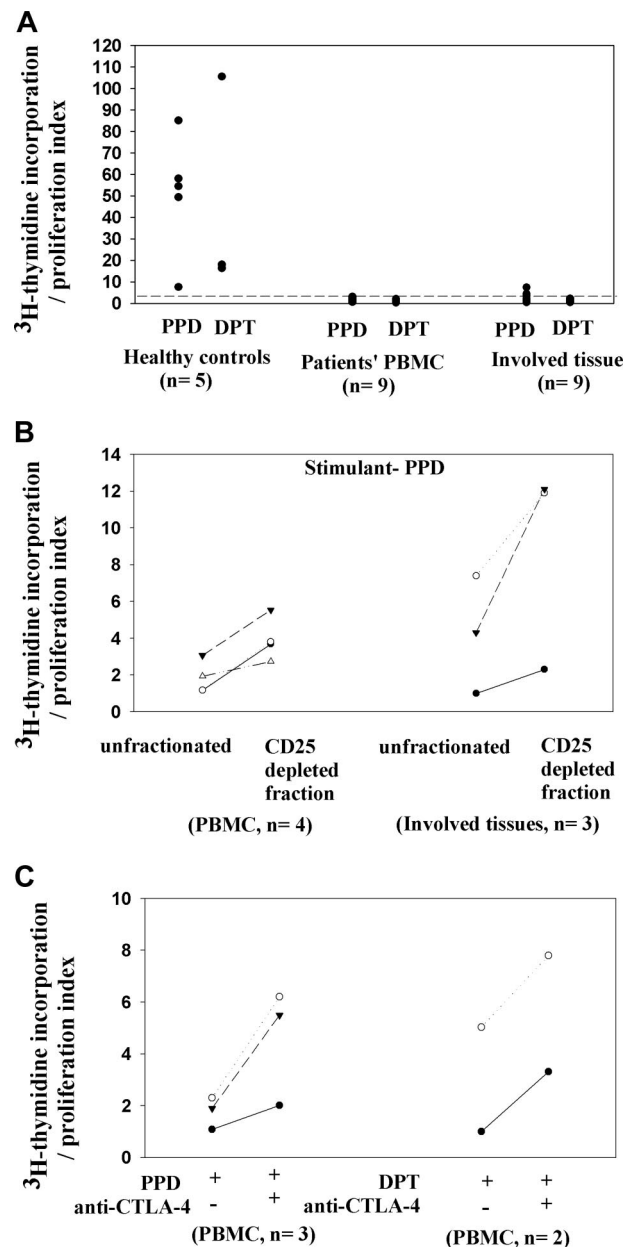 A
³H-thymidine incorporation
/ proliferation index
120
110
100
90
80
70
60
50
40
30
20
10
0
PPD DPT PPD DPT PPD DPT
Healthy controls Patients' PBMC Involved tissue
(n= 5) (n= 9) (n= 9)
B
³H-thymidine incorporation
/ proliferation index
Stimulant- PPD
14
12
10
8
6
4
2
0
unfractionated CD25 unfractionated CD25
depleted depleted
fraction fraction
(PBMC, n= 4) (Involved tissues, n= 3)
C
³H-thymidine incorporation
/ proliferation index
10
8
6
4
2
0
PPD + + DPT + +
anti-CTLA-4 - + anti-CTLA-4 - +
(PBMC, n= 3) (PBMC, n= 2)